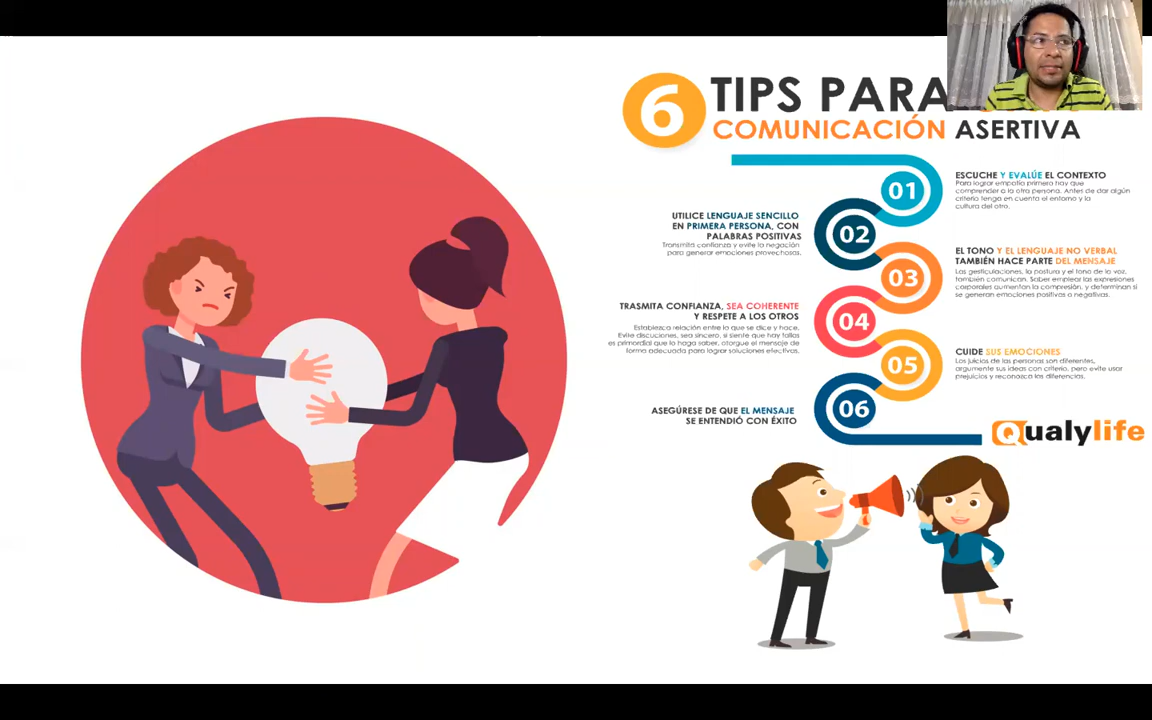 6
TIPS PARA
COMUNICACIÓN ASERTIVA
01
ESCUCHE Y EVALÚE EL CONTEXTO
Para lograr empatía primero hay que
comprender a la otra persona. Antes de dar algún
criterio tenga en cuenta el entorno y la
cultura del otro.
02
UTILICE LENGUAJE SENCILLO
EN PRIMERA PERSONA, CON
PALABRAS POSITIVAS
Transmita confianza y evite la negación
para generar emociones provechosas.
03
EL TONO Y EL LENGUAJE NO VERBAL
TAMBIÉN HACE PARTE DEL MENSAJE
Las gesticulaciones, la postura y el tono de la voz,
también comunican. Saber emplear las expresiones
corporales aumentan la compresión, y determinan si
se generan emociones positivas o negativas.
04
TRASMITA CONFIANZA, SEA COHERENTE
Y RESPETE A LOS OTROS
Establezca relación entre lo que se dice y hace.
Evite discuciones, sea sincero, si siente que hay fallas
es primordial que lo haga saber, otorgue el mensaje de
forma adecuada para lograr soluciones efectivas.
05
CUIDE SUS EMOCIONES
Los juicios de las personas son diferentes,
argumente sus ideas con criterio, pero evite usar
prejuicios y reconozca las diferencias.
06
ASEGÚRESE DE QUE EL MENSAJE
SE ENTENDIÓ CON ÉXITO
Qualylife